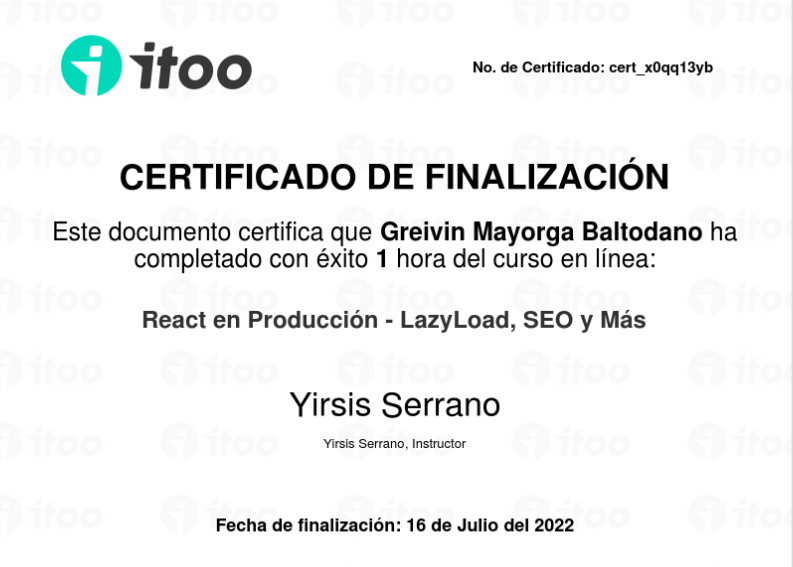 itoo
No. de Certificado: cert_x0qq13yb
CERTIFICADO DE FINALIZACIÓN
Este documento certifica que Greivin Mayorga Baltodano ha
completado con éxito 1 hora del curso en línea:
React en Producción - LazyLoad, SEO y Más
Yirsis Serrano
Yirsis Serrano, Instructor
Fecha de finalización: 16 de Julio del 2022